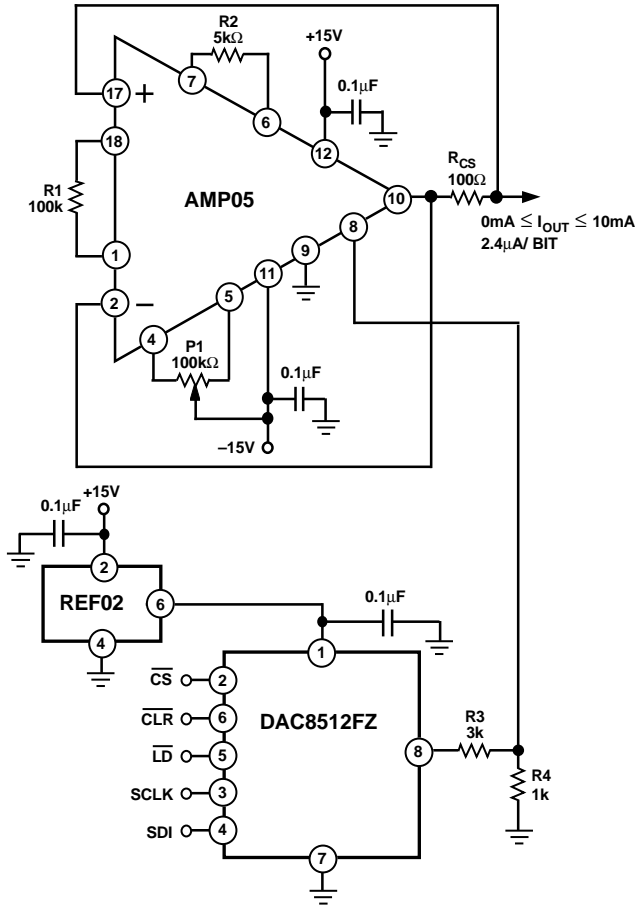 R2
5kΩ
+15V
0.1μF
7
6
17
+
18
12
R_CS
100Ω
R1
100k
AMP05
10
0mA ≤ I_OUT ≤ 10mA
2.4μA/ BIT
8
9
1
11
2
–
5
4
P1
100kΩ
0.1μF
–15V
+15V
0.1μF
2
REF02
6
0.1μF
4
1
CS
2
CLR
6
DAC8512FZ
R3
3k
LD
5
8
SCLK
3
R4
1k
SDI
4
7